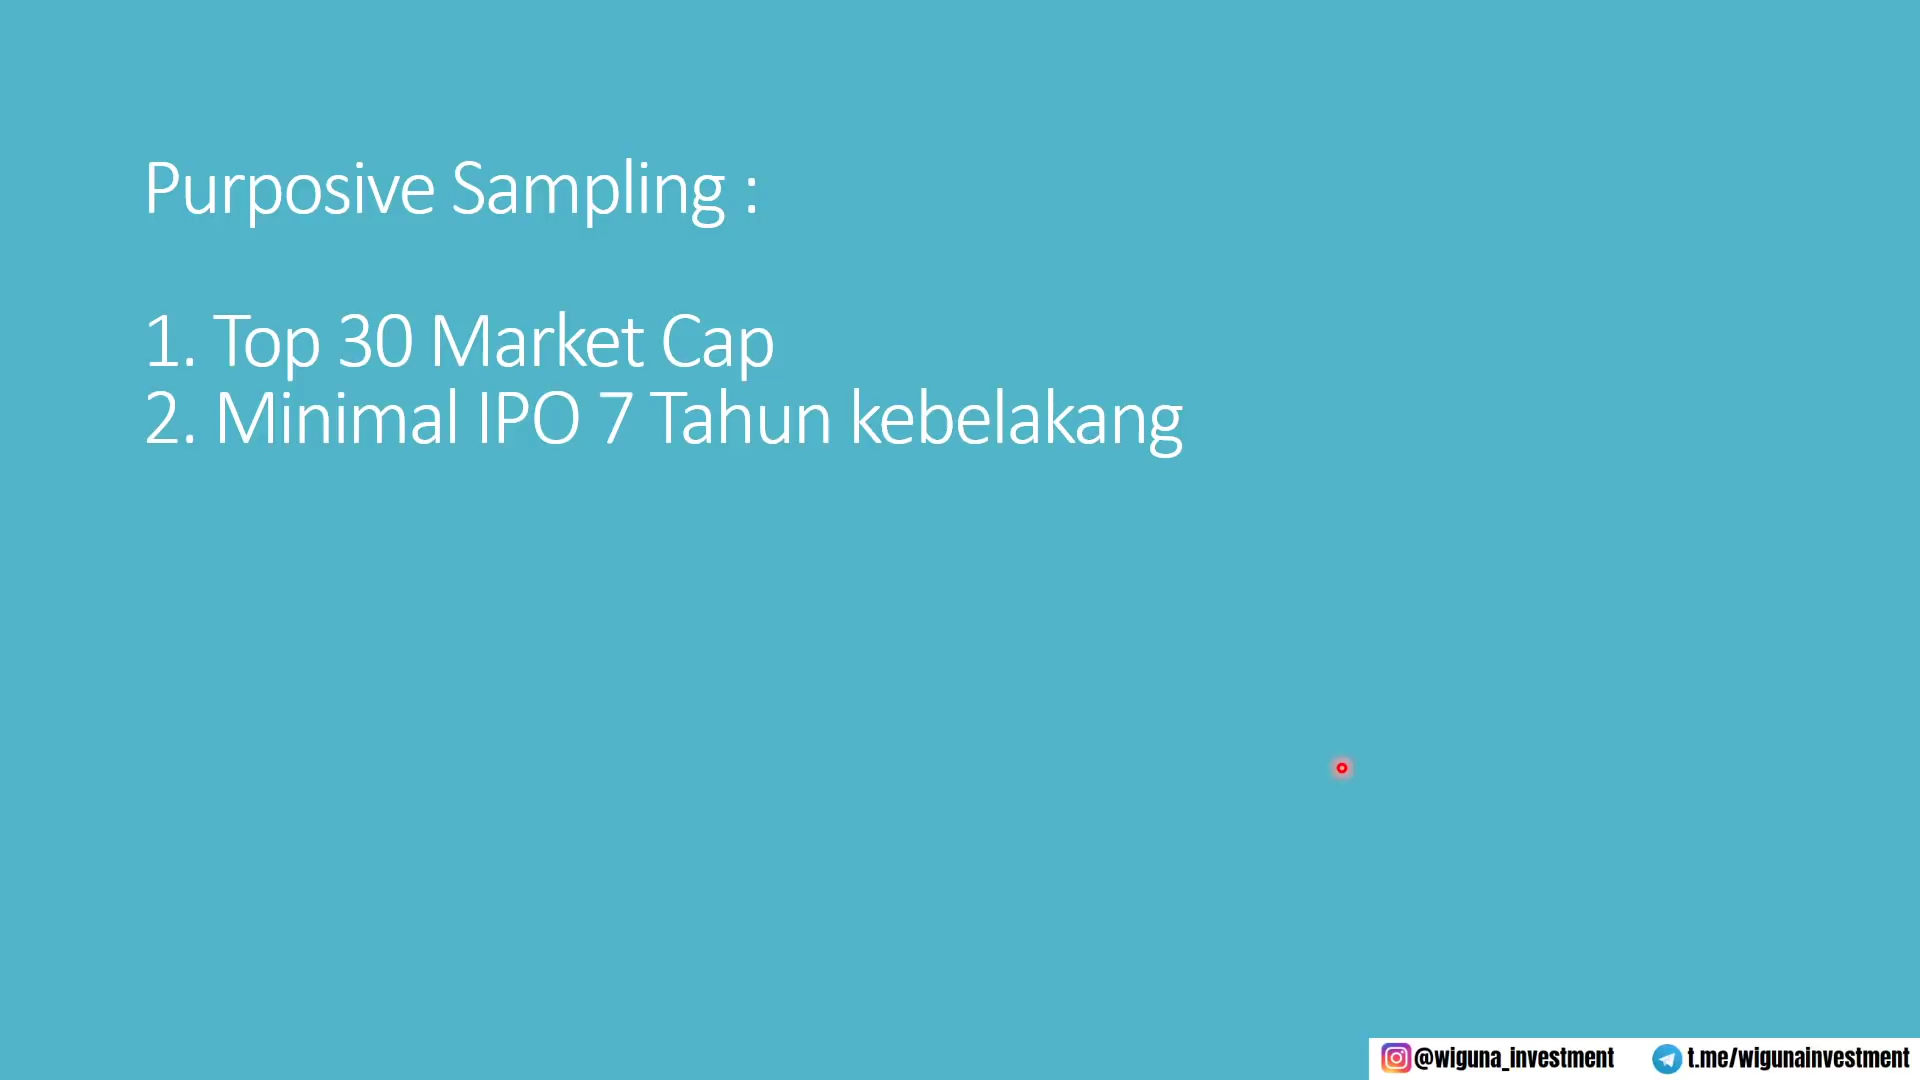 Purposive Sampling :
1. Top 30 Market Cap
2. Minimal IPO 7 Tahun kebelakang
@wiguna_investment
t.me/wigunainvestment